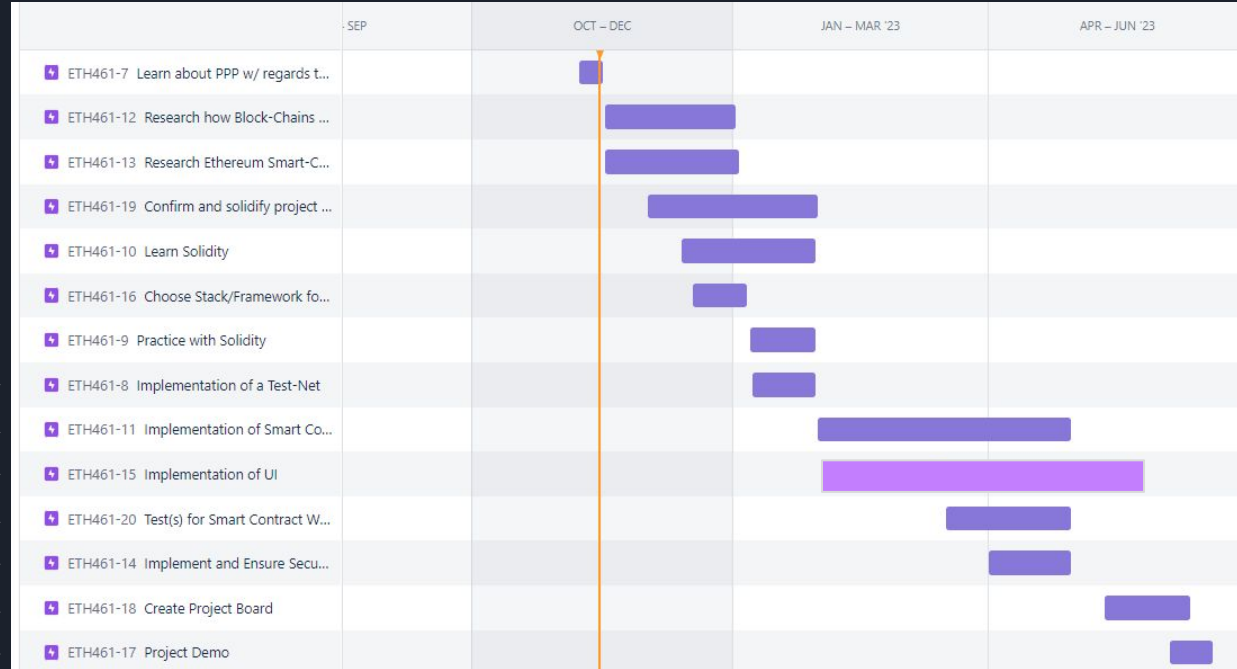 - SEP OCT – DEC JAN – MAR '23 APR – JUN '23
ETH461-7 Learn about PPP w/ regards t...
ETH461-12 Research how Block-Chains ...
ETH461-13 Research Ethereum Smart-C...
ETH461-19 Confirm and solidify project ...
ETH461-10 Learn Solidity
ETH461-16 Choose Stack/Framework fo...
ETH461-9 Practice with Solidity
ETH461-8 Implementation of a Test-Net
ETH461-11 Implementation of Smart Co...
ETH461-15 Implementation of UI
ETH461-20 Test(s) for Smart Contract W...
ETH461-14 Implement and Ensure Secu...
ETH461-18 Create Project Board
ETH461-17 Project Demo